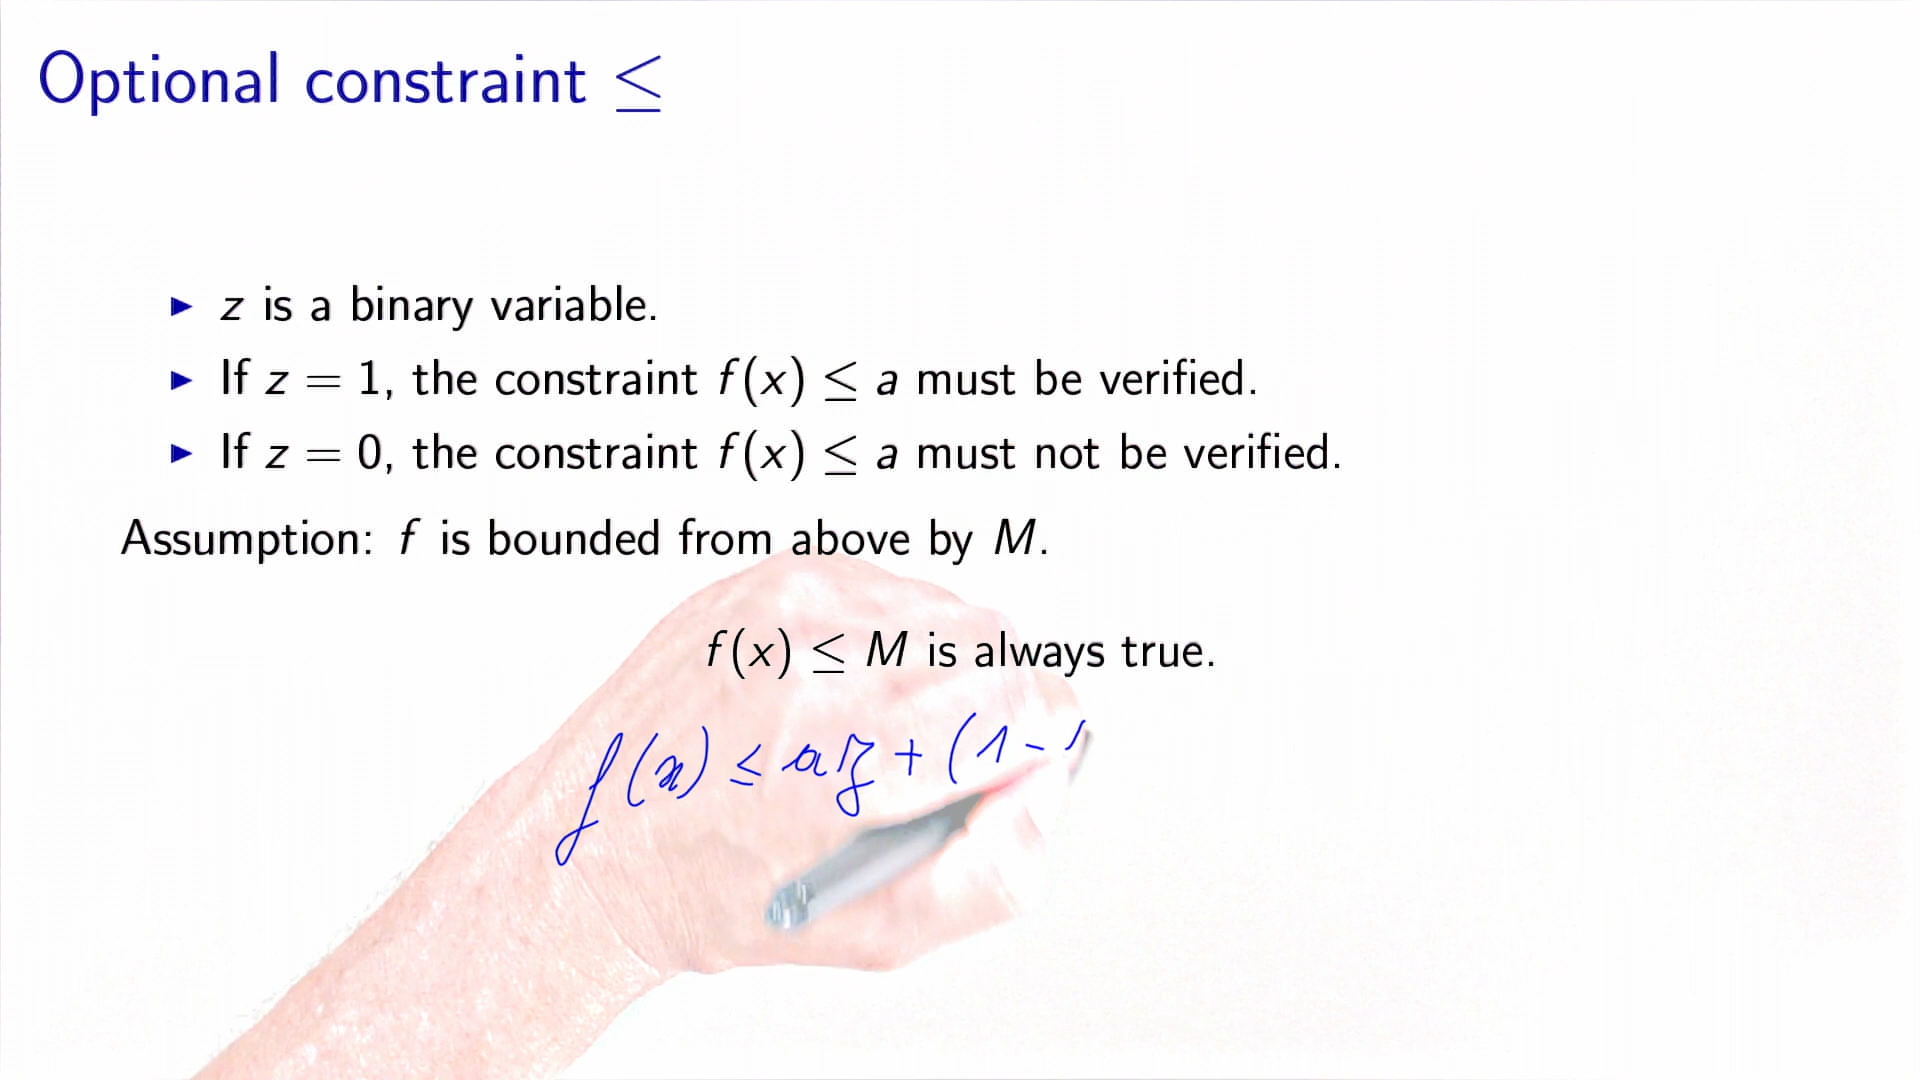 Optional constraint ≤
▶ z is a binary variable.
▶ If z = 1, the constraint f(x) ≤ a must be verified.
▶ If z = 0, the constraint f(x) ≤ a must not be verified.
Assumption: f is bounded from above by M.
f(x) ≤ M is always true.
f(x) ≤ az + (1 -